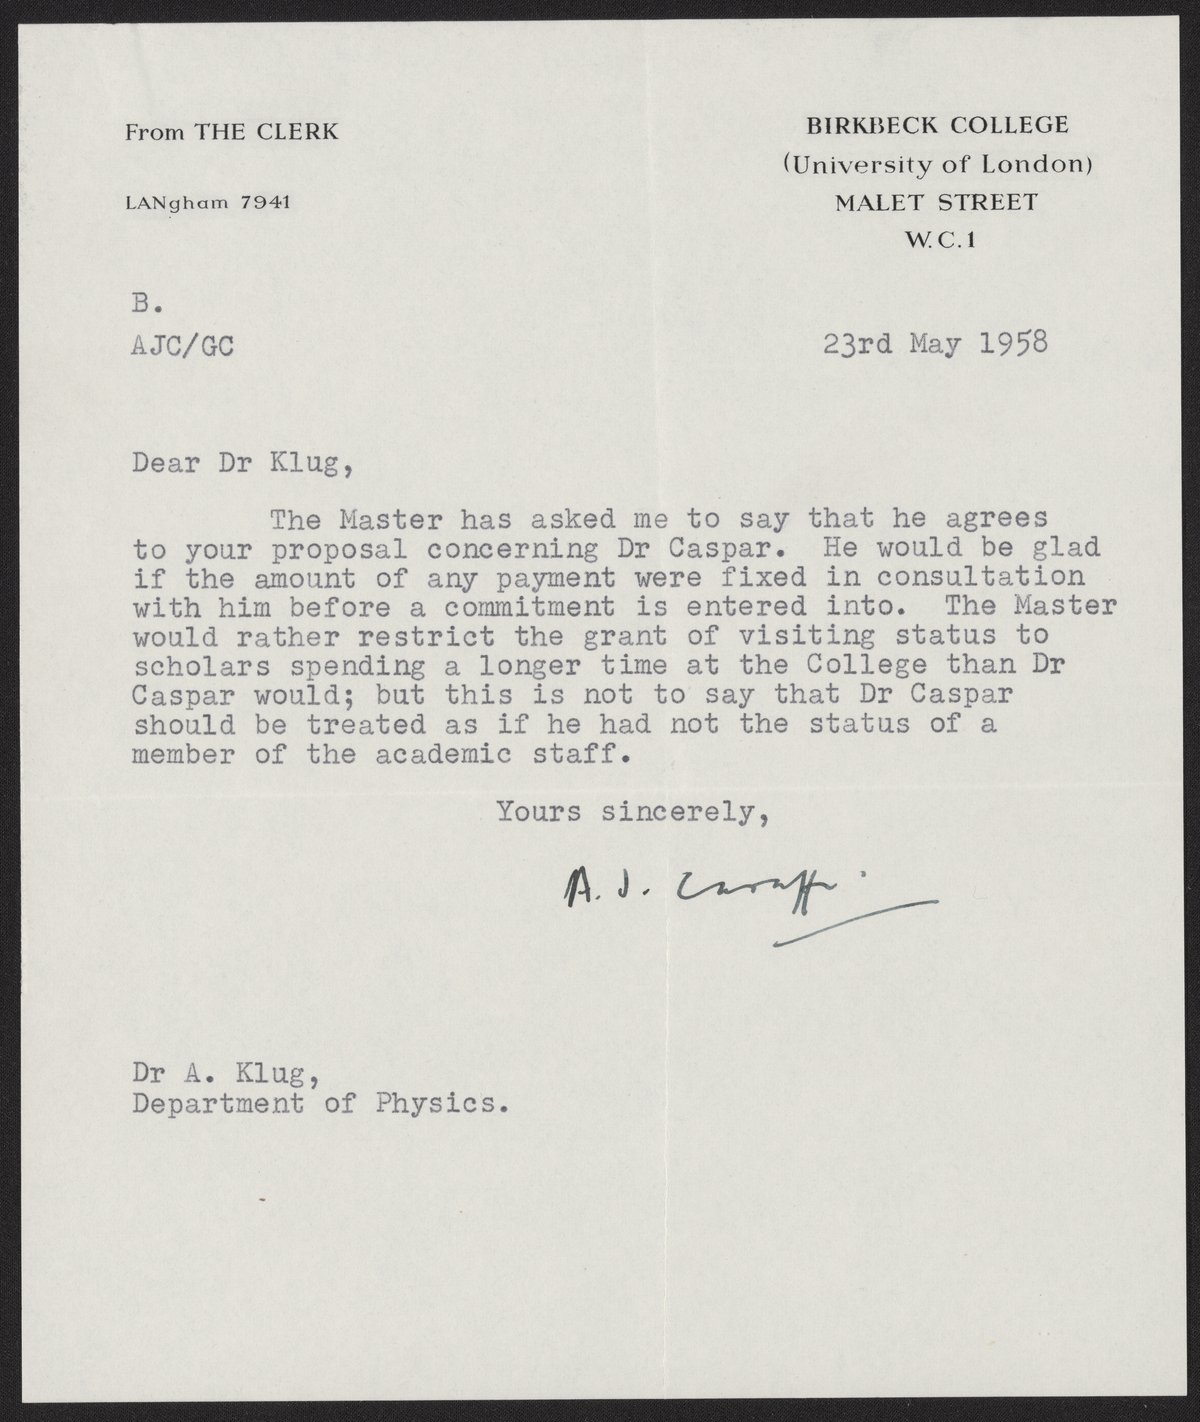 From THE CLERK
LANgham 7941
BIRKBECK COLLEGE
(University of London)
MALET STREET
W.C.1
B.
AJC/GC
23rd May 1958
Dear Dr Klug,
The Master has asked me to say that he agrees
to your proposal concerning Dr Caspar. He would be glad
if the amount of any payment were fixed in consultation
with him before a commitment is entered into. The Master
would rather restrict the grant of visiting status to
scholars spending a longer time at the College than Dr
Caspar would; but this is not to say that Dr Caspar
should be treated as if he had not the status of a
member of the academic staff.
Yours sincerely,
A. J. Caraffi
Dr A. Klug,
Department of Physics.